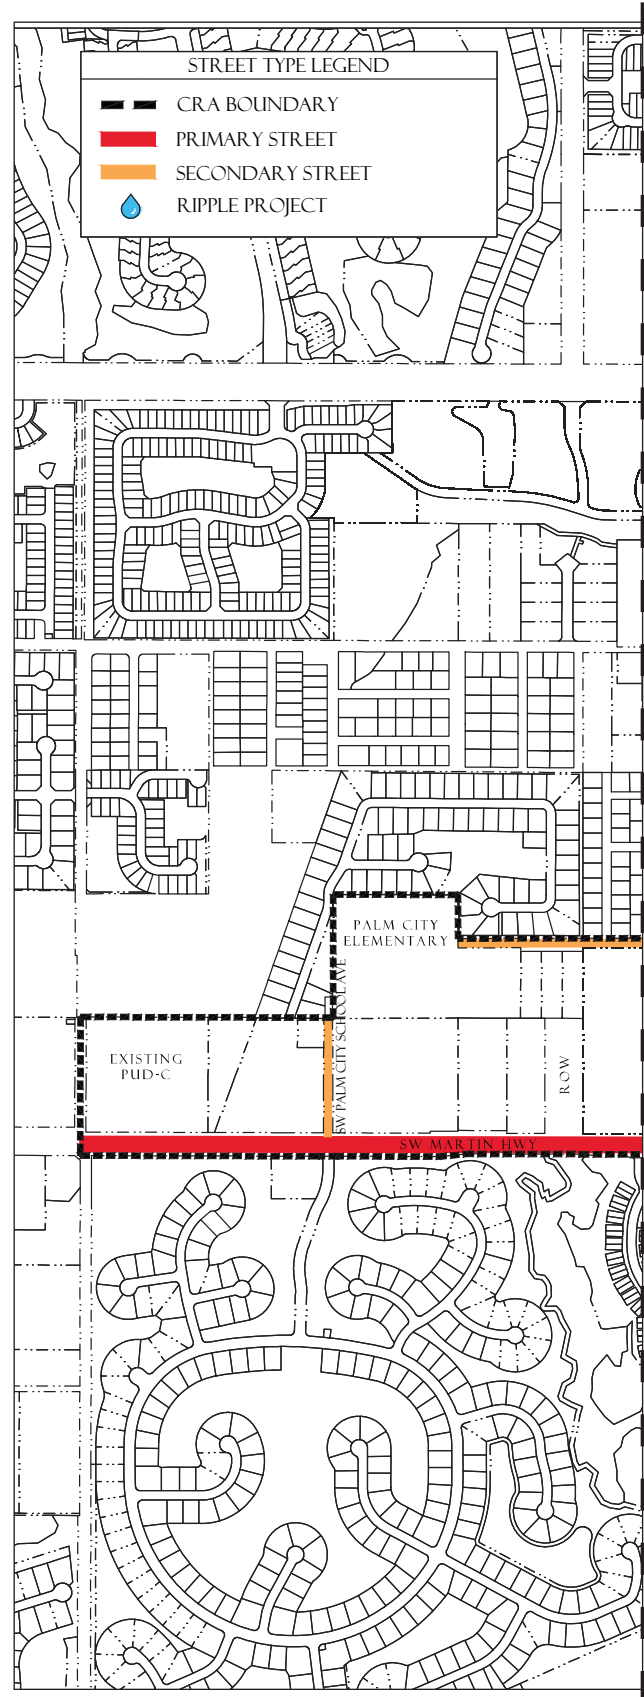 STREET TYPE LEGEND
CRA BOUNDARY
PRIMARY STREET
SECONDARY STREET
RIPPLE PROJECT
PALM CITY
ELEMENTARY
SW PALM CITY SCHOOL AVE
EXISTING
PUD-C
ROW
SW MARTIN HWY